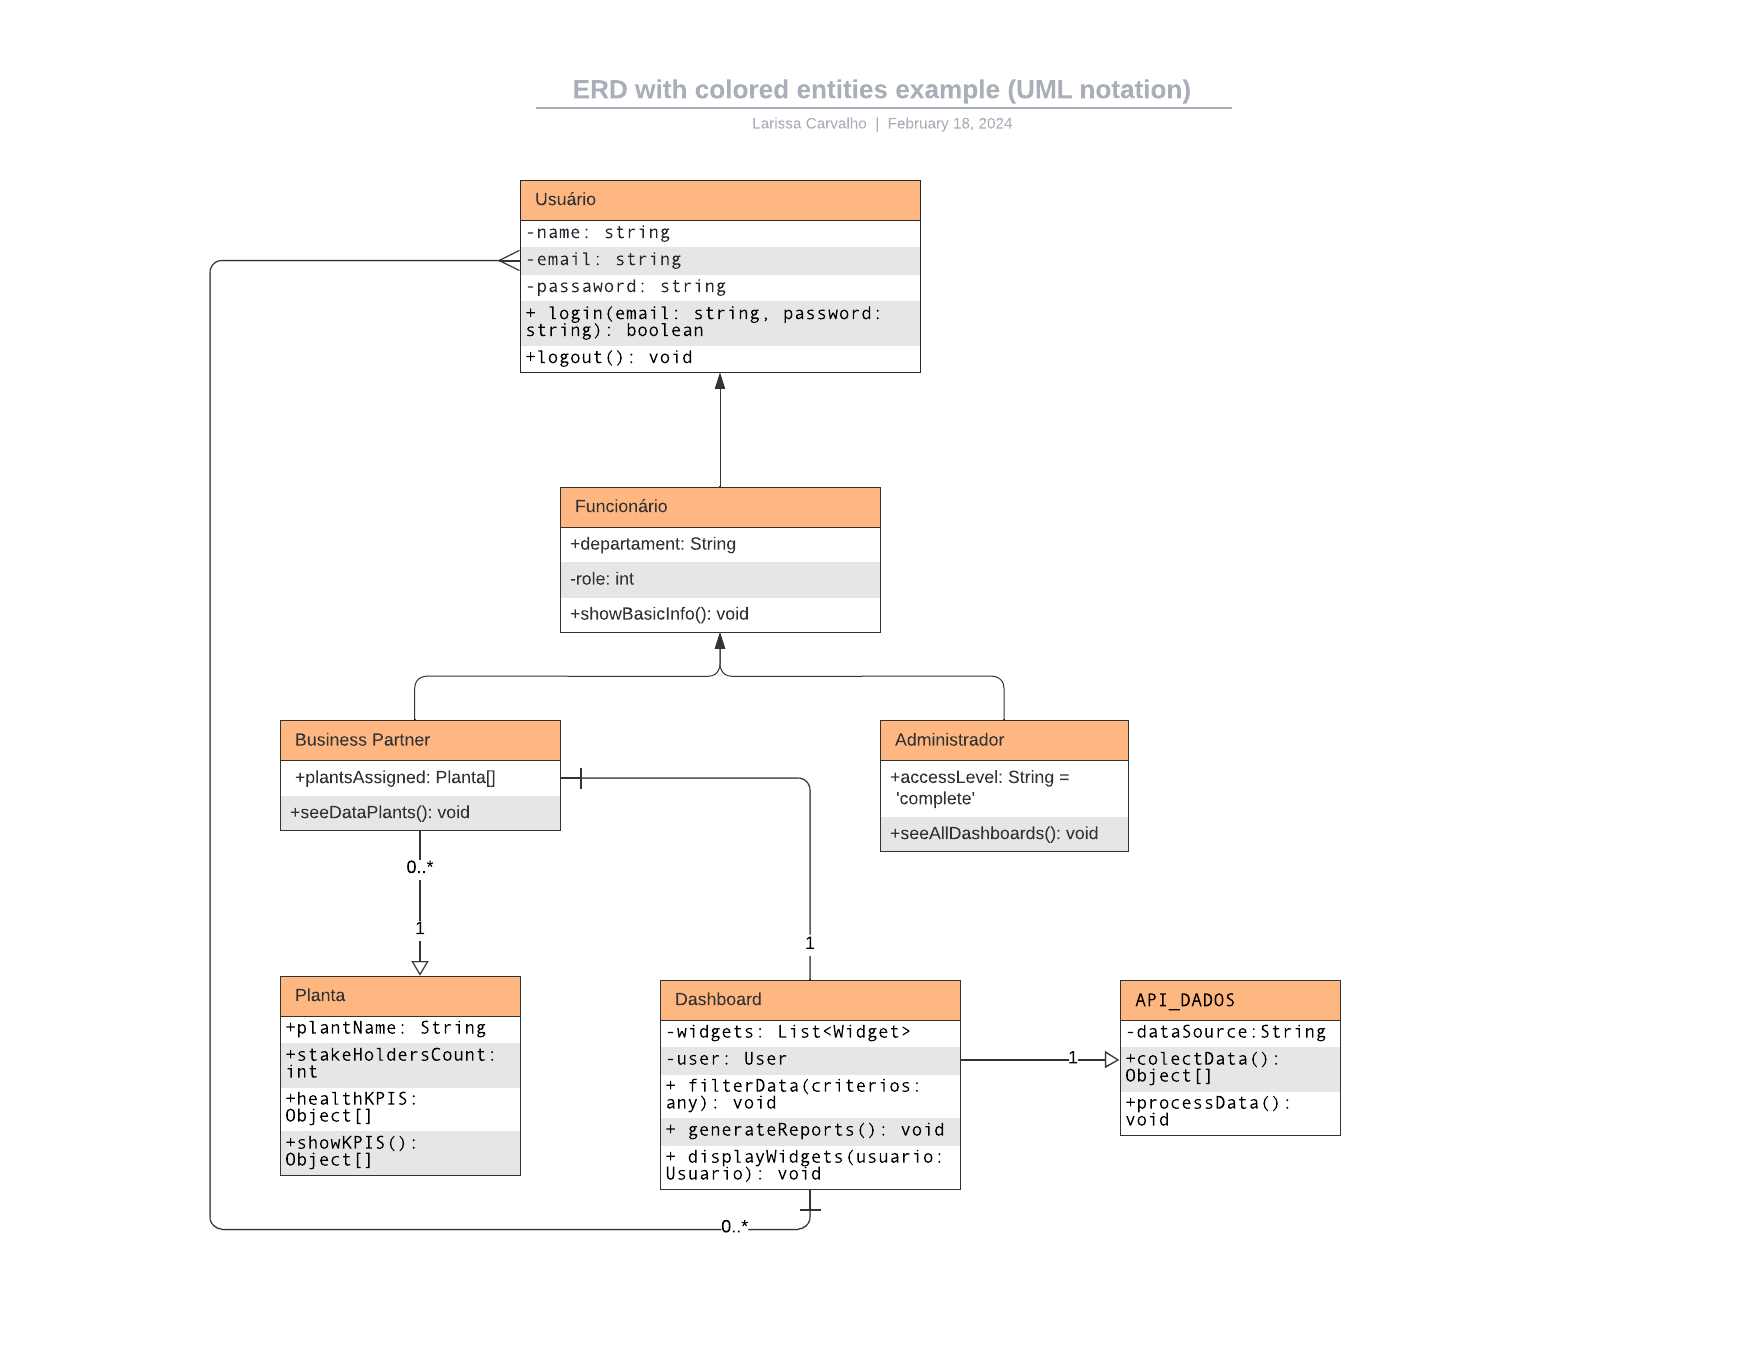 ERD with colored entities example (UML notation)
Larissa Carvalho | February 18, 2024
Usuário
-name: string
-email: string
-passaword: string
+ login(email: string, password:
string): boolean
+logout(): void
Funcionário
+departament: String
-role: int
+showBasicInfo(): void
Business Partner
+plantsAssigned: Planta[]
+seeDataPlants(): void
Administrador
+accessLevel: String =
'complete'
+seeAllDashboards(): void
0..*
1
1
Planta
+plantName: String
+stakeHoldersCount:
int
+healthKPIS:
Object[]
+showKPIS():
Object[]
Dashboard
-widgets: List<Widget>
-user: User
+ filterData(criterios:
any): void
+ generateReports(): void
+ displayWidgets(usuario:
Usuario): void
1
API_DADOS
-dataSource:String
+colectData():
Object[]
+processData():
void
0..*